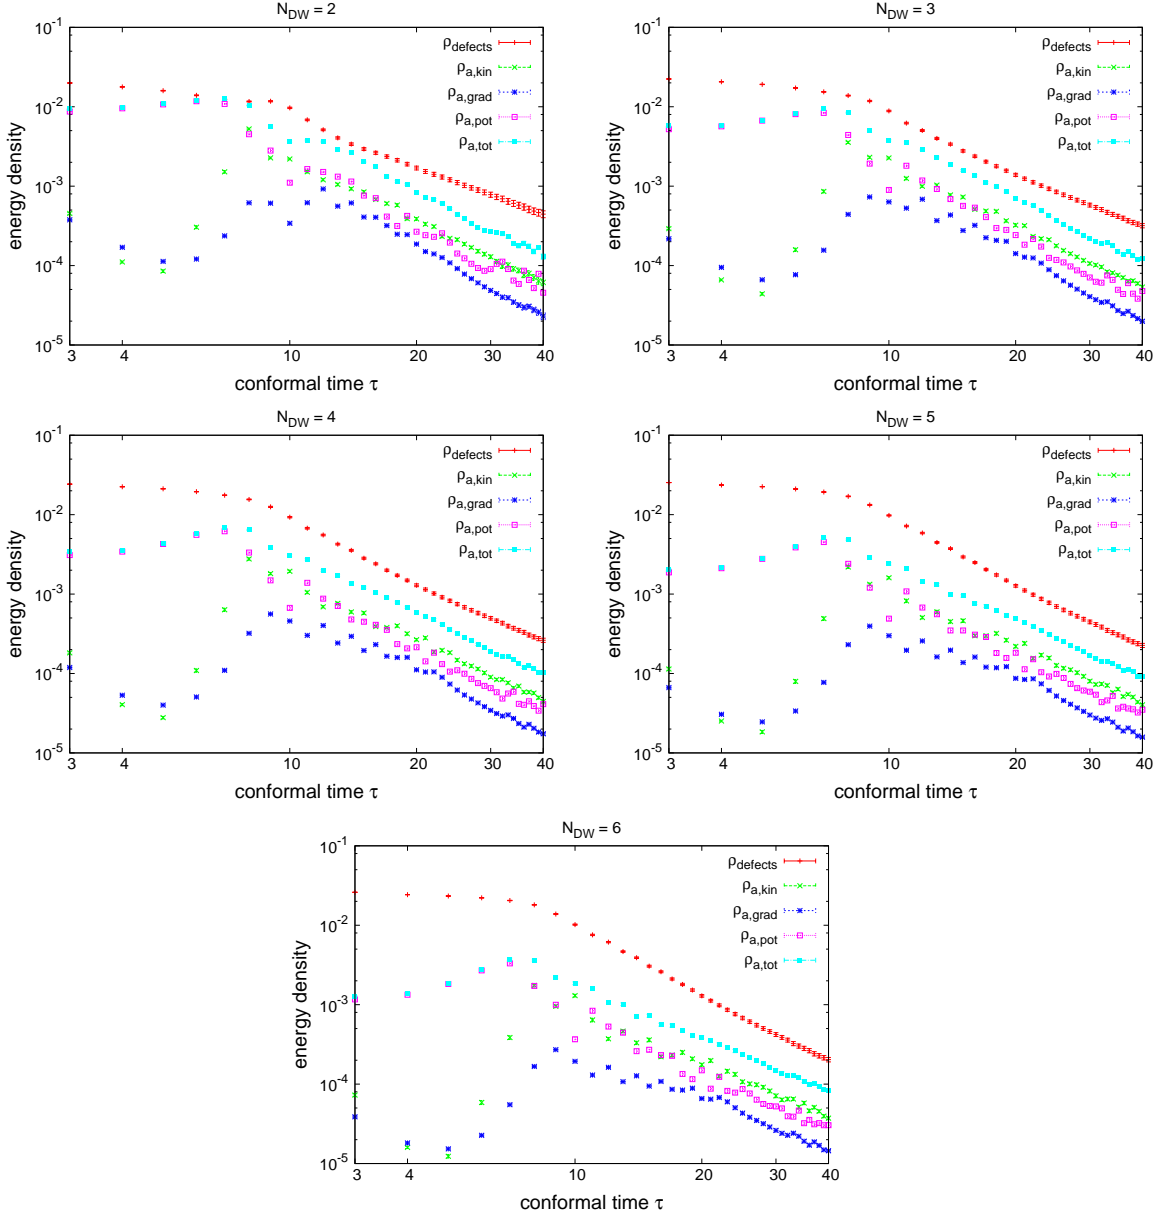 N_DW = 2
10^-1
10^-2
10^-3
10^-4
10^-5
3 4 10 20 30 40
energy density
conformal time τ
ρ_defects
ρ_a,kin
ρ_a,grad
ρ_a,pot
ρ_a,tot
N_DW = 3
10^-1
10^-2
10^-3
10^-4
10^-5
3 4 10 20 30 40
energy density
conformal time τ
ρ_defects
ρ_a,kin
ρ_a,grad
ρ_a,pot
ρ_a,tot
N_DW = 4
10^-1
10^-2
10^-3
10^-4
10^-5
3 4 10 20 30 40
energy density
conformal time τ
ρ_defects
ρ_a,kin
ρ_a,grad
ρ_a,pot
ρ_a,tot
N_DW = 5
10^-1
10^-2
10^-3
10^-4
10^-5
3 4 10 20 30 40
energy density
conformal time τ
ρ_defects
ρ_a,kin
ρ_a,grad
ρ_a,pot
ρ_a,tot
N_DW = 6
10^-1
10^-2
10^-3
10^-4
10^-5
3 4 10 20 30 40
energy density
conformal time τ
ρ_defects
ρ_a,kin
ρ_a,grad
ρ_a,pot
ρ_a,tot